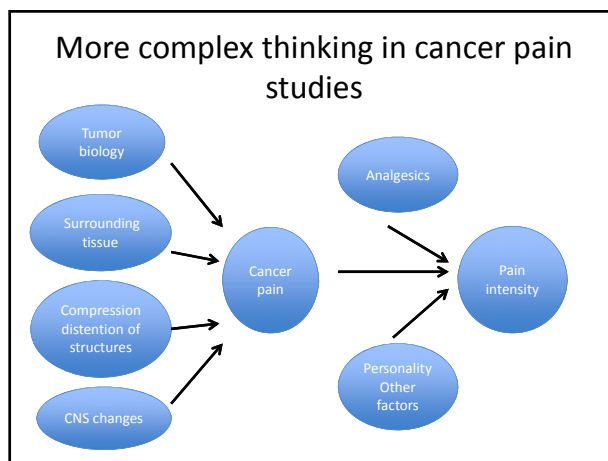 More complex thinking in cancer pain
studies
Tumor
biology
Surrounding
tissue
Compression
distention of
structures
CNS changes
Cancer
pain
Analgesics
Personality
Other
factors
Pain
intensity